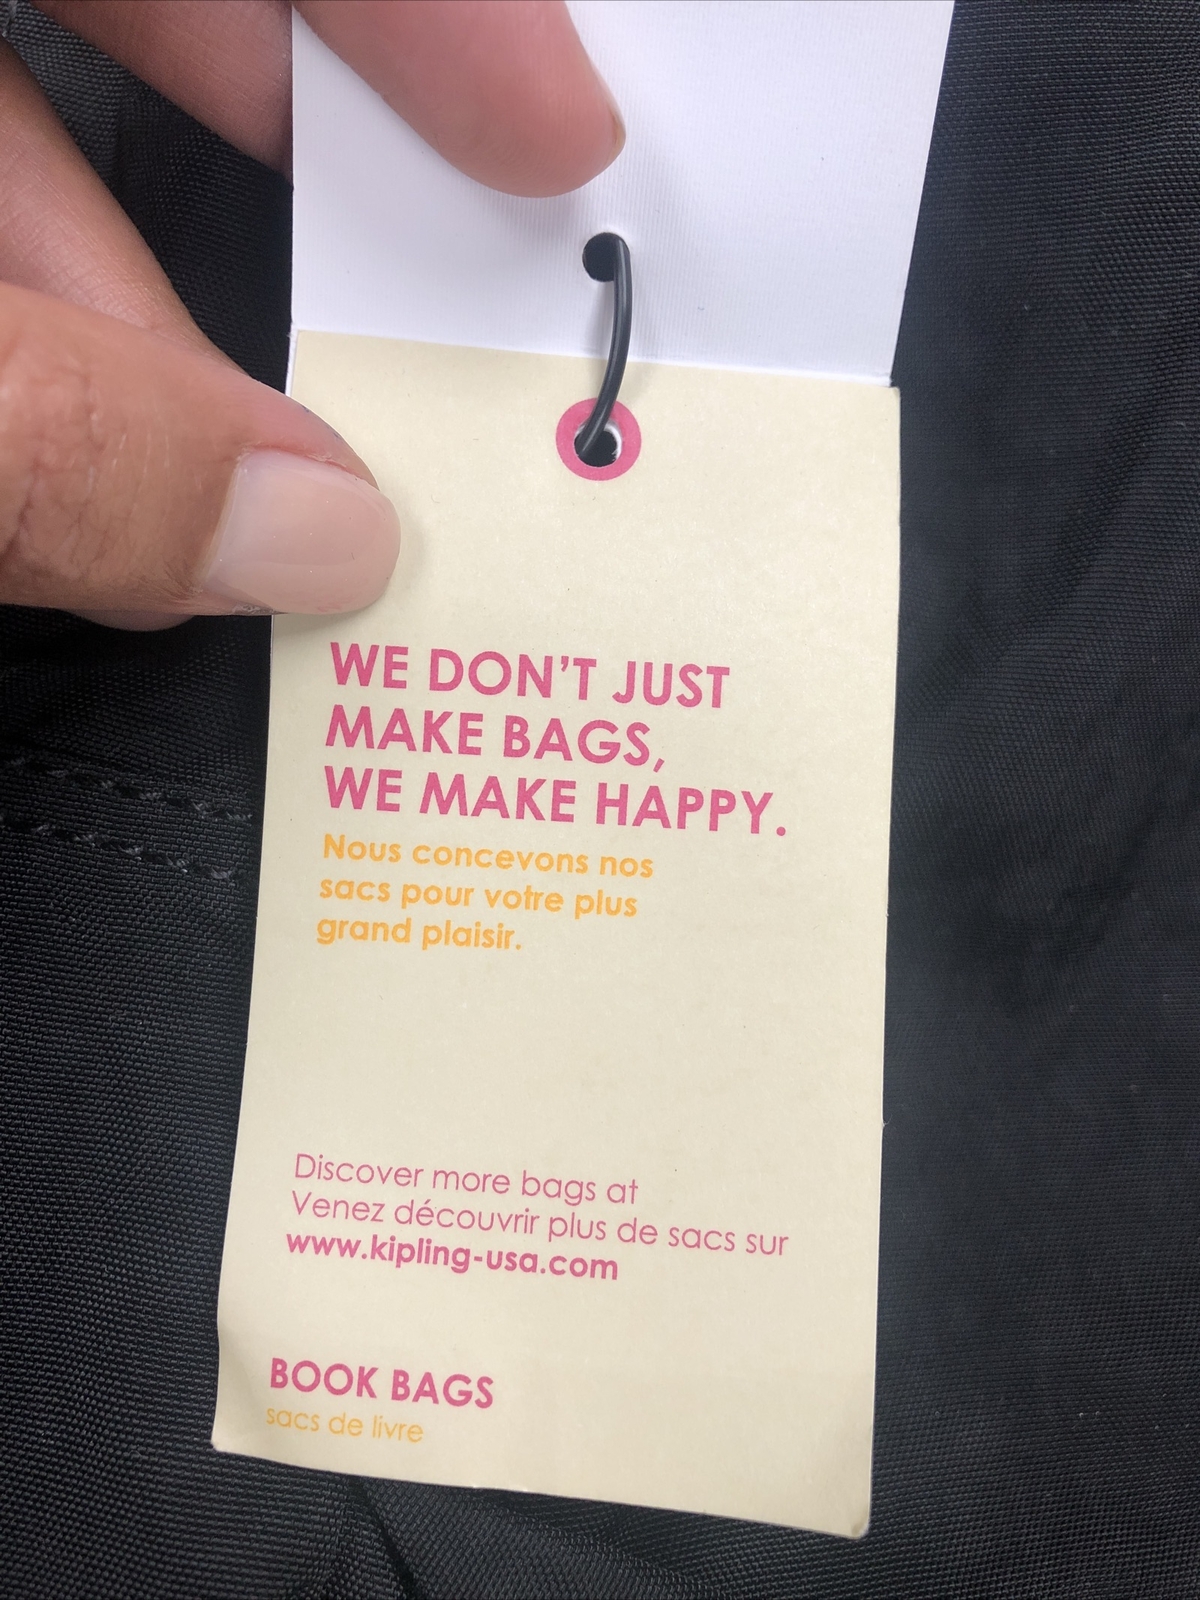 WE DON'T JUST
MAKE BAGS,
WE MAKE HAPPY.
Nous concevons nos
sacs pour votre plus
grand plaisir.
Discover more bags at
Venez découvrir plus de sacs sur
www.kipling-usa.com
BOOK BAGS
sacs de livre